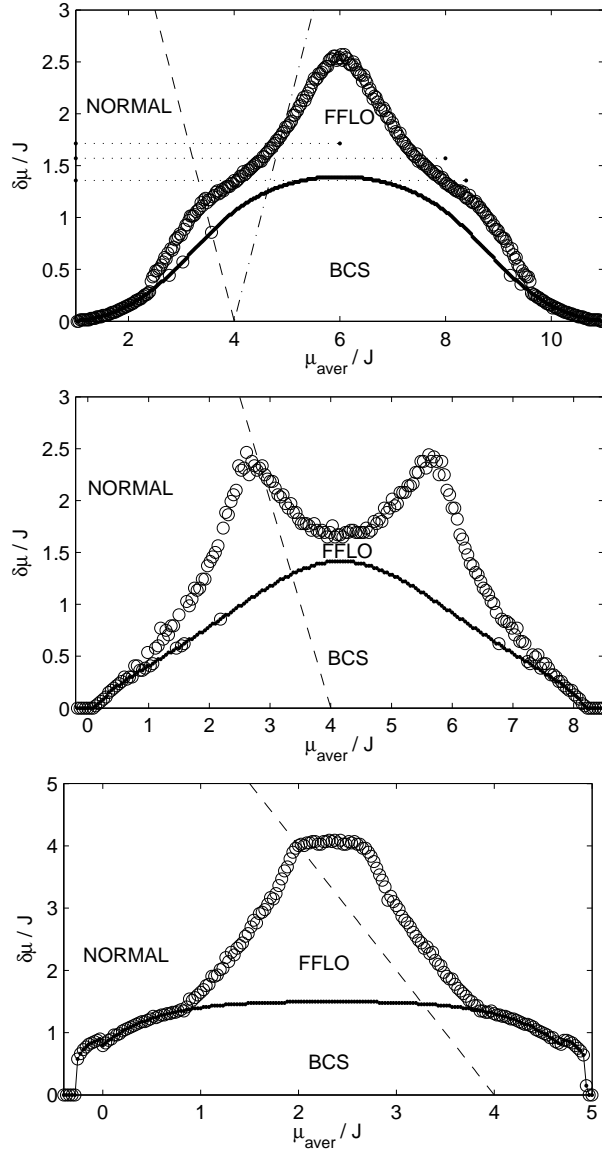 3
2.5
2
1.5
1
0.5
0
δμ / J
NORMAL
FFLO
BCS
2 4 6 8 10
μaver / J
3
2.5
2
1.5
1
0.5
0
δμ / J
NORMAL
FFLO
BCS
0 1 2 3 4 5 6 7 8
μaver / J
5
4
3
2
1
0
δμ / J
NORMAL
FFLO
BCS
0 1 2 3 4 5
μaver / J